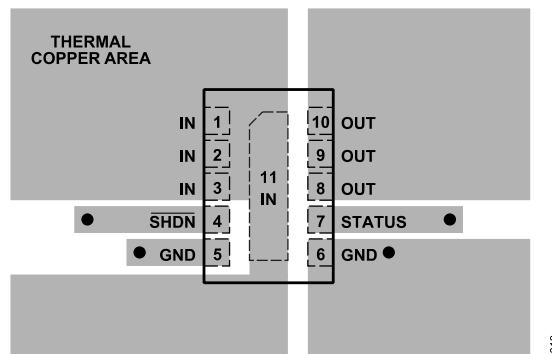 THERMAL
COPPER AREA
IN 1 10 OUT
IN 2 9 OUT
IN 3 8 OUT
11
IN
SHDN 4 7 STATUS
GND 5 6 GND